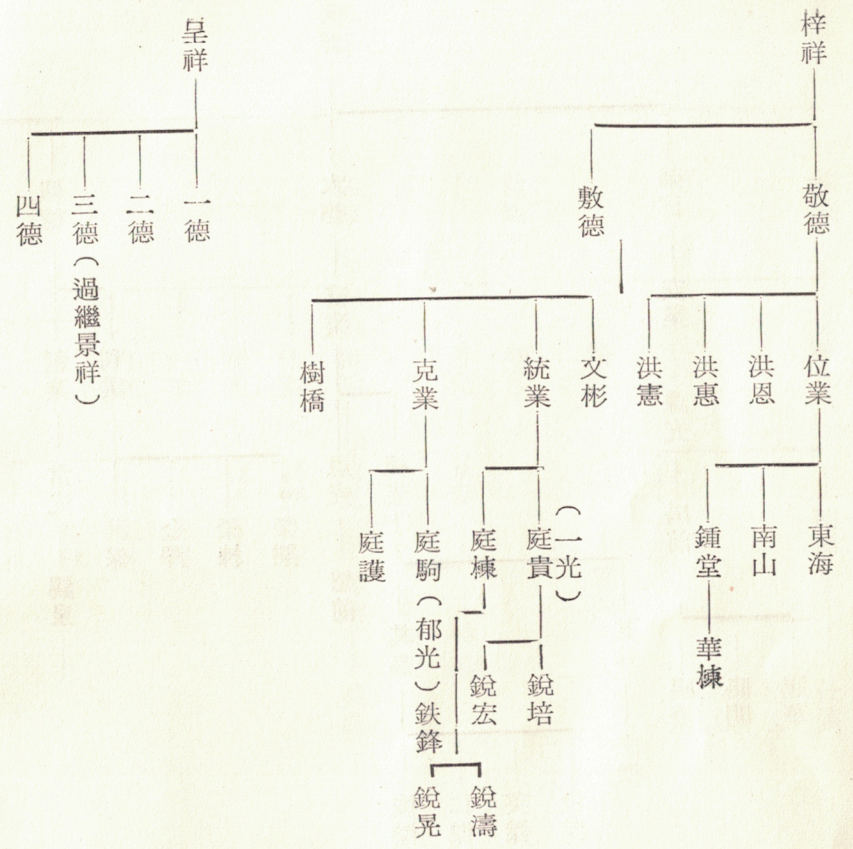 梓祥
呈祥
敬德
敷德
一德
二德
三德(過繼景祥)
四德
位業
洪恩
洪惠
洪憲
文彬
統業
克業
樹橋
東海
南山
鍾堂
庭貴
(一光)
庭棟
庭駒(郁光)鉄鋒
庭護
華棟
銳培
銳宏
銳濤
銳晃